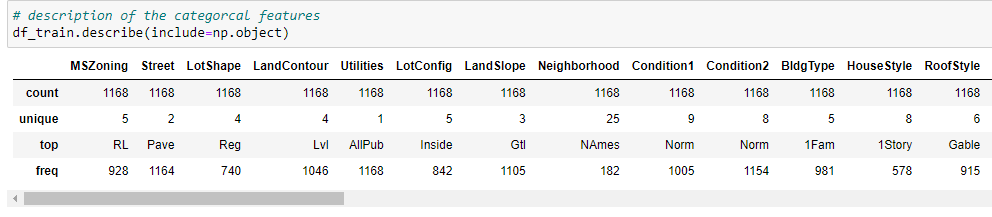 # description of the categorcal features
df_train.describe(include=np.object)
MSZoning Street LotShape LandContour Utilities LotConfig LandSlope Neighborhood Condition1 Condition2 BldgType HouseStyle RoofStyle
count 1168 1168 1168 1168 1168 1168 1168 1168 1168 1168 1168 1168 1168
unique 5 2 4 4 1 5 3 25 9 8 5 8 6
top RL Pave Reg Lvl AllPub Inside Gtl NAmes Norm Norm 1Fam 1Story Gable
freq 928 1164 740 1046 1168 842 1105 182 1005 1154 981 578 915